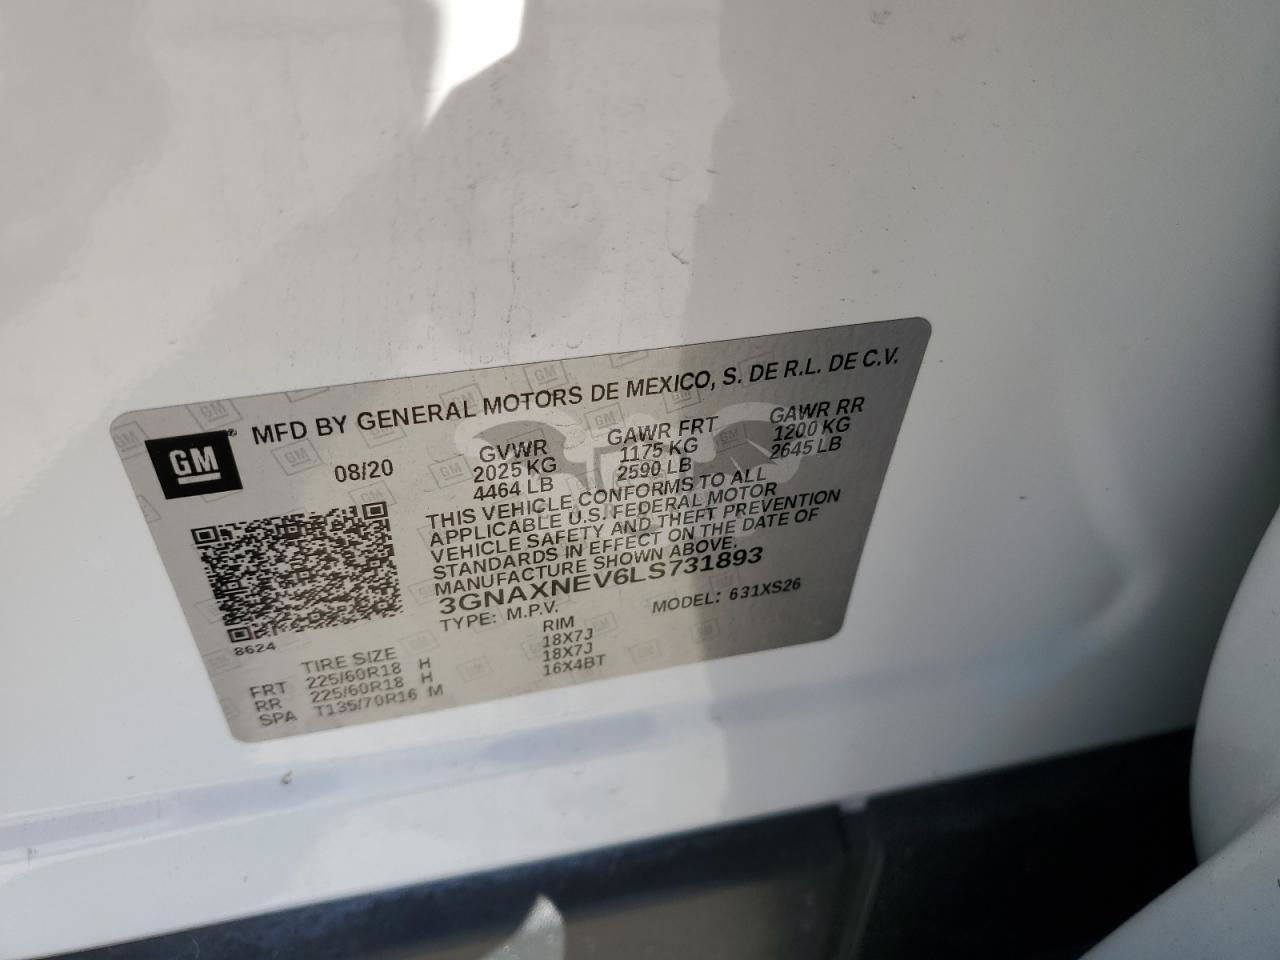 GM
MFD BY GENERAL MOTORS DE MEXICO, S. DE R.L. DE C.V.
08/20
GVWR GAWR FRT GAWR RR
2025 KG 1175 KG 1200 KG
4464 LB 2590 LB 2645 LB
THIS VEHICLE CONFORMS TO ALL
APPLICABLE U.S. FEDERAL MOTOR
VEHICLE SAFETY AND THEFT PREVENTION
STANDARDS IN EFFECT ON THE DATE OF
MANUFACTURE SHOWN ABOVE.
3GNAXNEV6LS731893
TYPE: M.P.V. MODEL: 631XS26
8624
TIRE SIZE RIM
FRT 225/60R18 H 18X7J
RR 225/60R18 H 18X7J
SPA T135/70R16 M 16X4BT